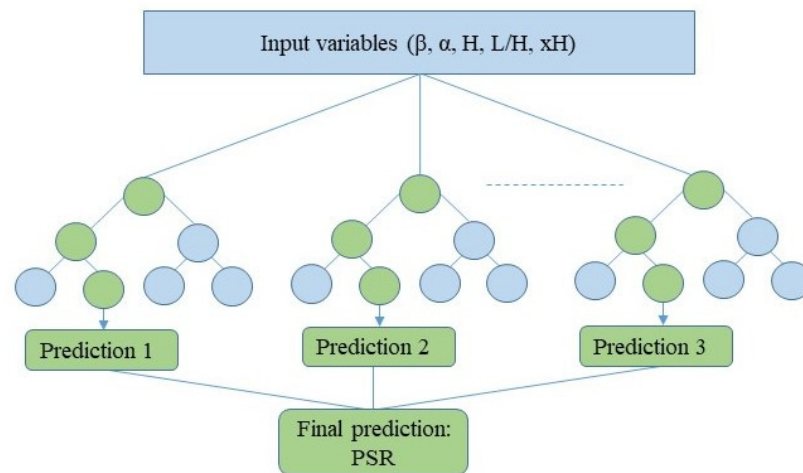 Input variables (β, α, H, L/H, xH)
Prediction 1
Prediction 2
Prediction 3
Final prediction:
PSR